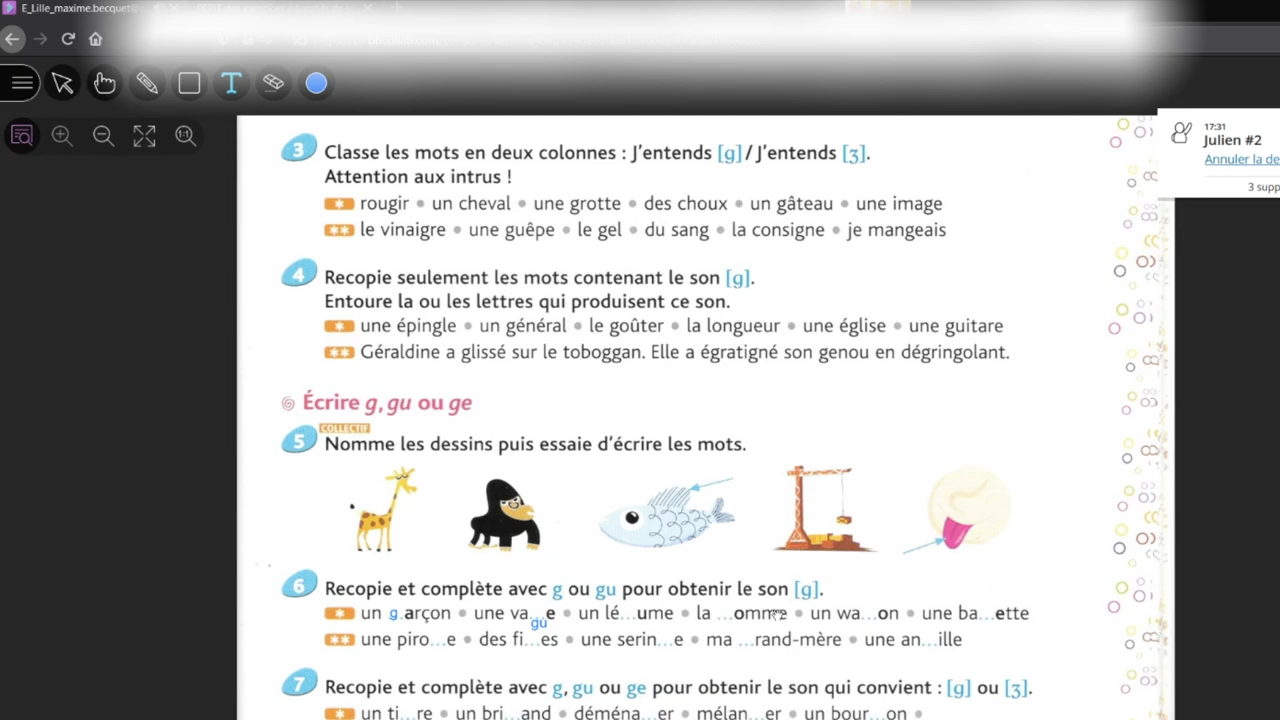 E_Lille_maxime.becquet@
17:31
Julien #2
Annuler la de
3 supp
3 Classe les mots en deux colonnes : J'entends [g] / J'entends [ʒ].
Attention aux intrus !
* rougir • un cheval • une grotte • des choux • un gâteau • une image
** le vinaigre • une guêpe • le gel • du sang • la consigne • je mangeais
4 Recopie seulement les mots contenant le son [g].
Entoure la ou les lettres qui produisent ce son.
* une épingle • un général • le goûter • la longueur • une église • une guitare
** Géraldine a glissé sur le toboggan. Elle a égratigné son genou en dégringolant.
Écrire g, gu ou ge
COLLECTIF
5 Nomme les dessins puis essaie d'écrire les mots.
6 Recopie et complète avec g ou gu pour obtenir le son [g].
* un g arçon • une va...e • un lé...ume • la ...omme • un wa...on • une ba...ette
gu
** une piro...e • des fi...es • une serin...e • ma ...rand-mère • une an...ille
7 Recopie et complète avec g, gu ou ge pour obtenir le son qui convient : [g] ou [ʒ].
* un ti...re • un bri...and • déména...er • mélan...er • un bour...on •